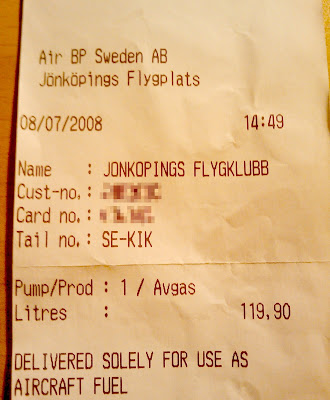 Air BP Sweden AB
Jönköpings Flygplats
08/07/2008 14:49
Name : JONKOPINGS FLYGKLUBB
Cust-no. :
Card no. :
Tail no. : SE-KIK
Pump/Prod : 1 / Avgas
Litres : 119,90
DELIVERED SOLELY FOR USE AS
AIRCRAFT FUEL